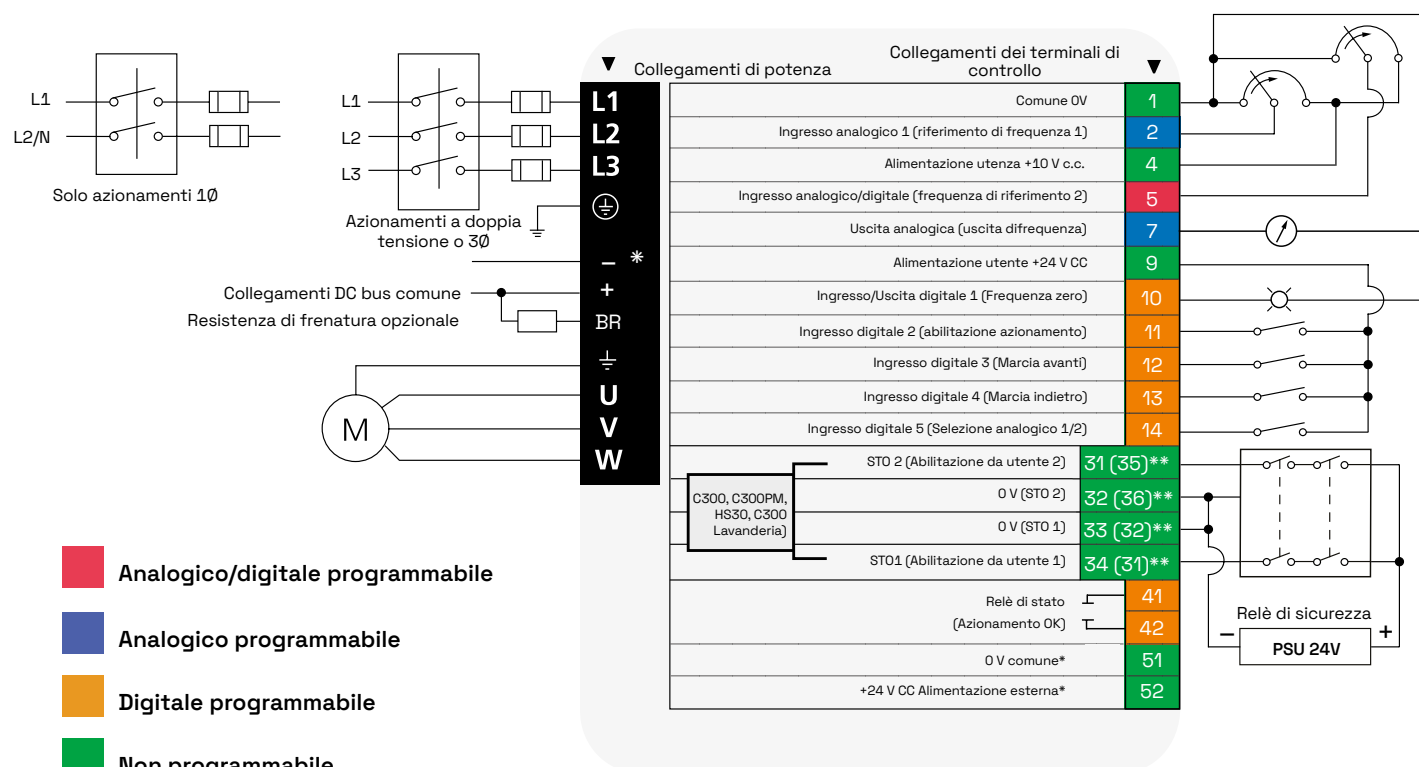 L1
L2/N
Solo azionamenti 1Ø
L1
L2
L3
Azionamenti a doppia
tensione o 3Ø
Collegamenti DC bus comune
Resistenza di frenatura opzionale
M
Collegamenti di potenza
Collegamenti dei terminali di
controllo
L1
L2
L3
– *
+
BR
U
V
W
Comune 0V 1
Ingresso analogico 1 (riferimento di frequenza 1) 2
Alimentazione utenza +10 V c.c. 4
Ingresso analogico/digitale (frequenza di riferimento 2) 5
Uscita analogica (uscita difrequenza) 7
Alimentazione utente +24 V CC 9
Ingresso/Uscita digitale 1 (Frequenza zero) 10
Ingresso digitale 2 (abilitazione azionamento) 11
Ingresso digitale 3 (Marcia avanti) 12
Ingresso digitale 4 (Marcia indietro) 13
Ingresso digitale 5 (Selezione analogico 1/2) 14
STO 2 (Abilitazione da utente 2) 31 (35)**
0 V (STO 2) 32 (36)**
0 V (STO 1) 33 (32)**
STO1 (Abilitazione da utente 1) 34 (31)**
C300, C300PM,
HS30, C300
Lavanderia)
Relè di stato 41
(Azionamento OK) 42
0 V comune* 51
+24 V CC Alimentazione esterna* 52
Relè di sicurezza
– PSU 24V +
Analogico/digitale programmabile
Analogico programmabile
Digitale programmabile
Non programmabile